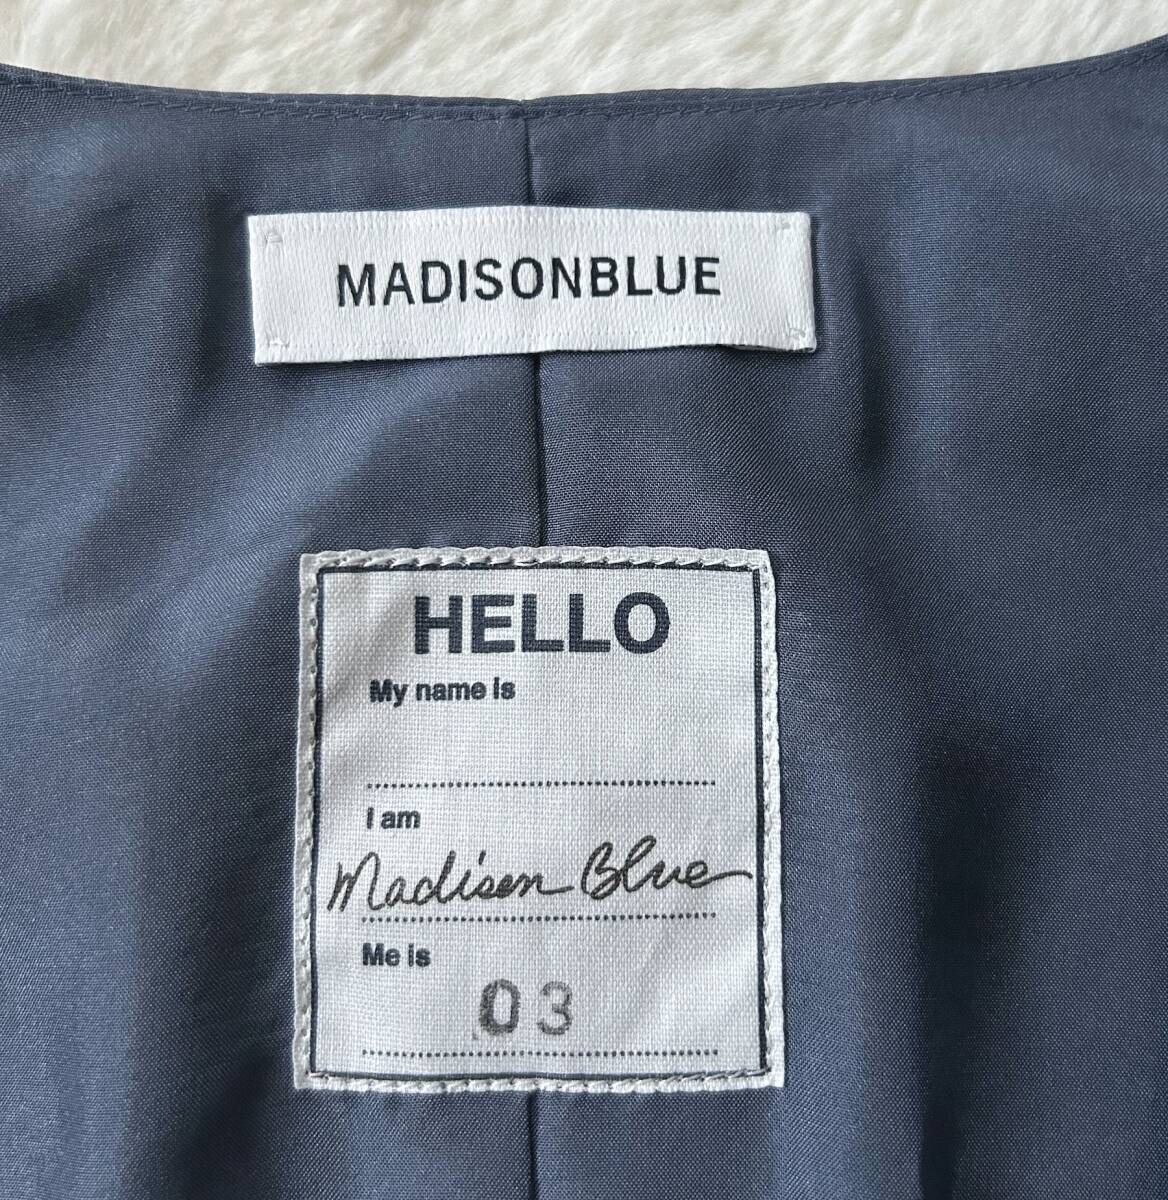 MADISONBLUE
HELLO
My name is
I am
Madison Blue
Me is
03